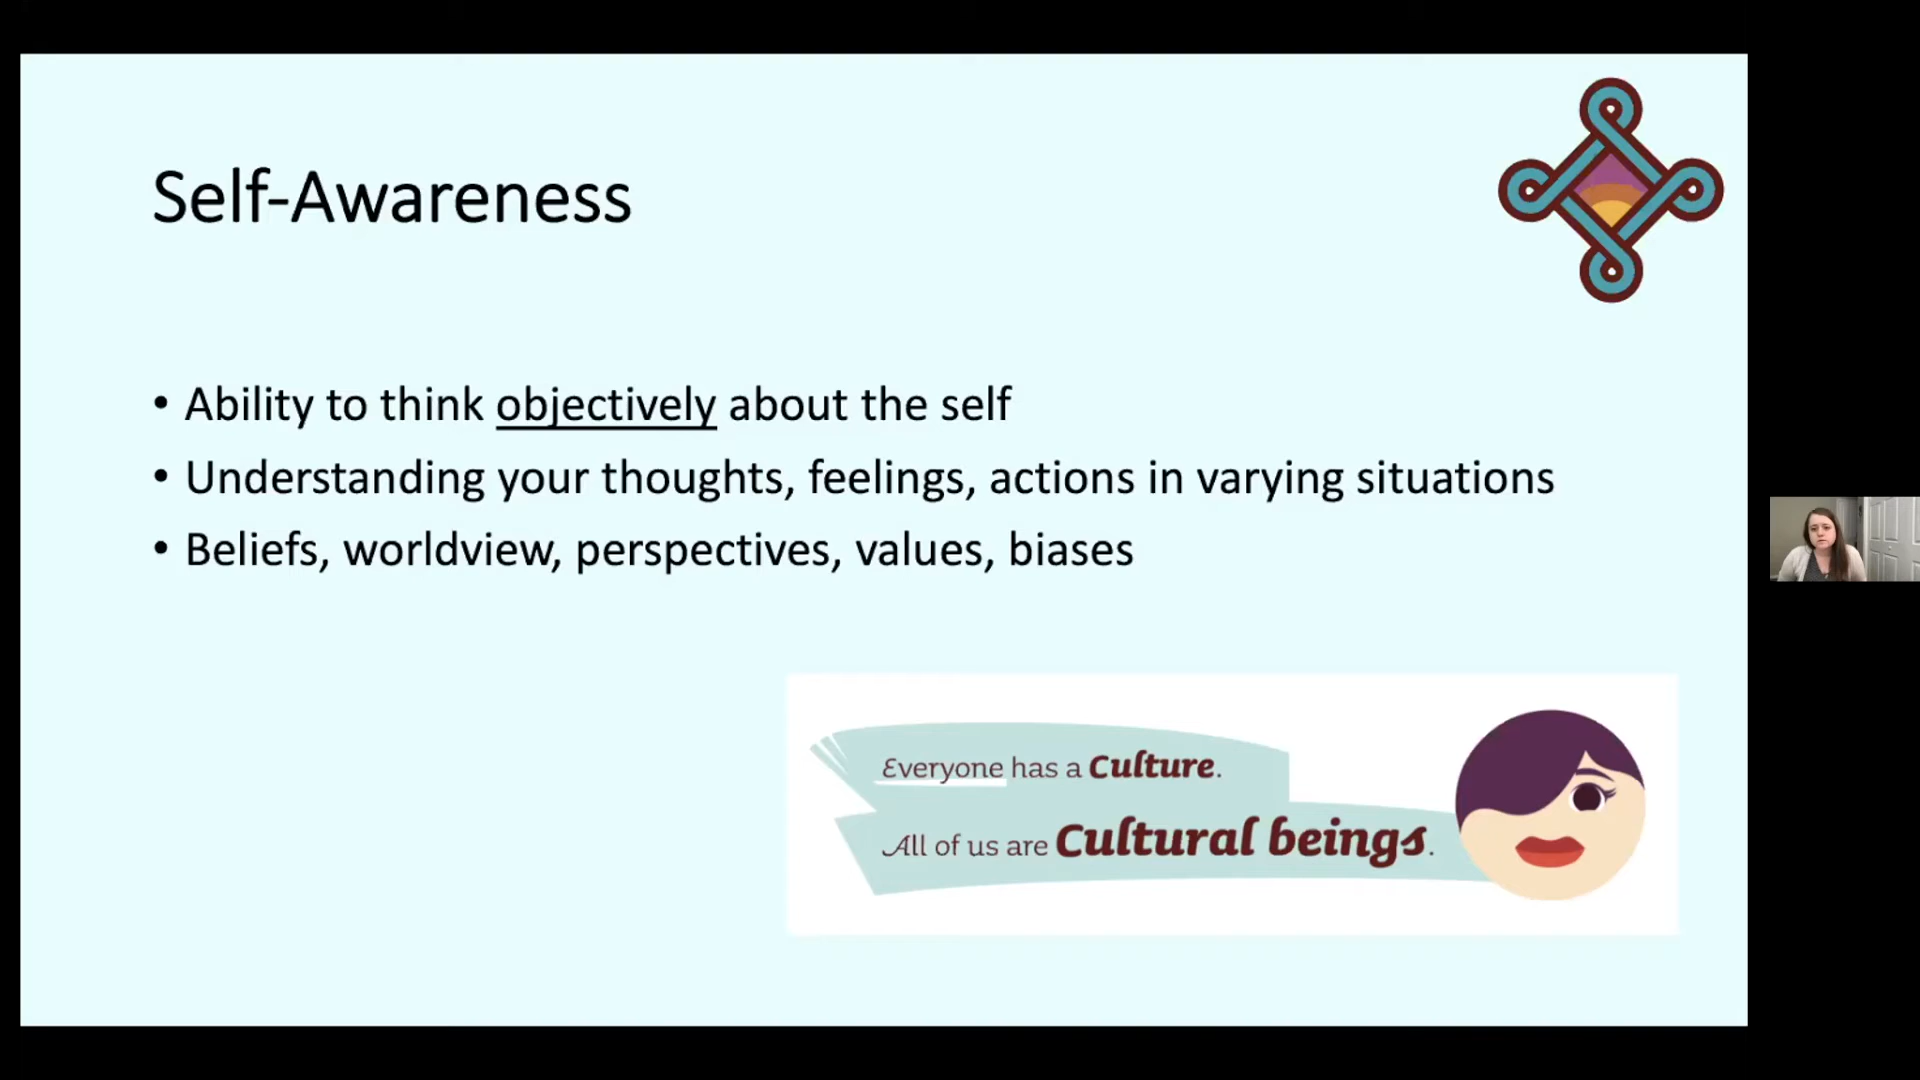 Self-Awareness
• Ability to think objectively about the self
• Understanding your thoughts, feelings, actions in varying situations
• Beliefs, worldview, perspectives, values, biases
Everyone has a Culture.
All of us are Cultural beings.